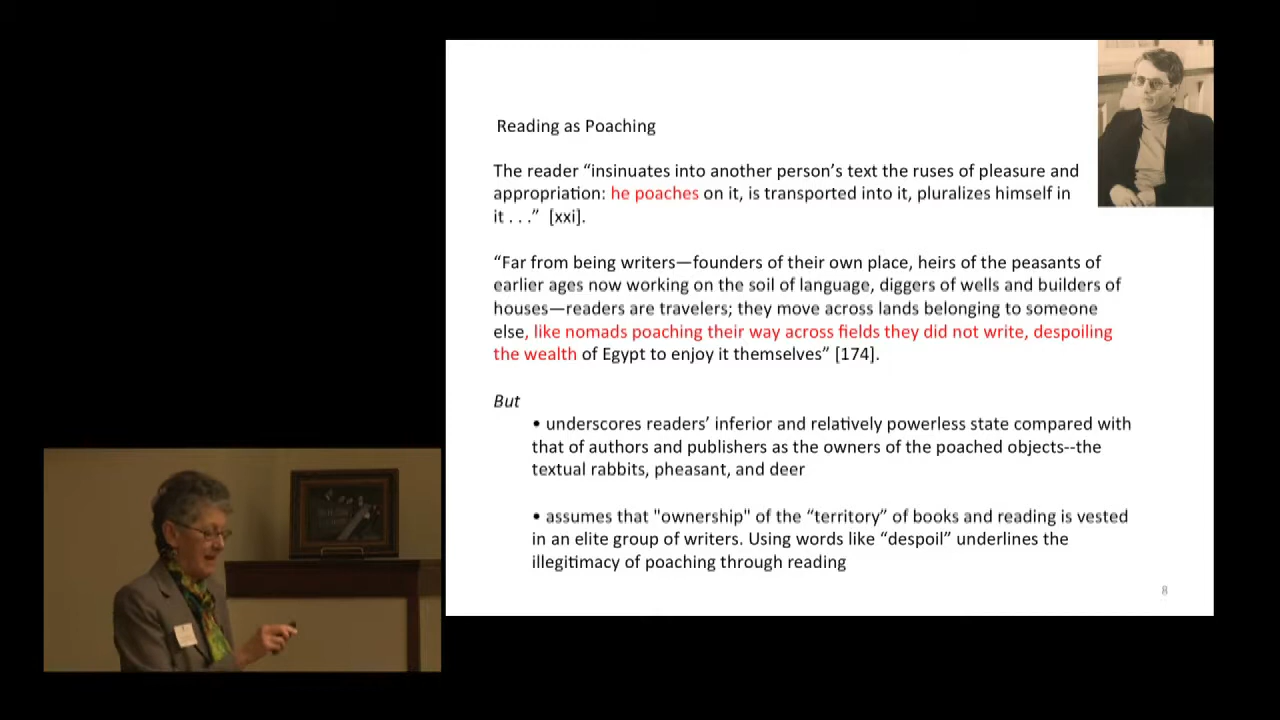 Reading as Poaching
The reader “insinuates into another person’s text the ruses of pleasure and
appropriation: he poaches on it, is transported into it, pluralizes himself in
it . . .”  [xxi].
“Far from being writers—founders of their own place, heirs of the peasants of
earlier ages now working on the soil of language, diggers of wells and builders of
houses—readers are travelers; they move across lands belonging to someone
else, like nomads poaching their way across fields they did not write, despoiling
the wealth of Egypt to enjoy it themselves” [174].
But
• underscores readers’ inferior and relatively powerless state compared with
that of authors and publishers as the owners of the poached objects--the
textual rabbits, pheasant, and deer
• assumes that "ownership" of the “territory” of books and reading is vested
in an elite group of writers. Using words like “despoil” underlines the
illegitimacy of poaching through reading
8